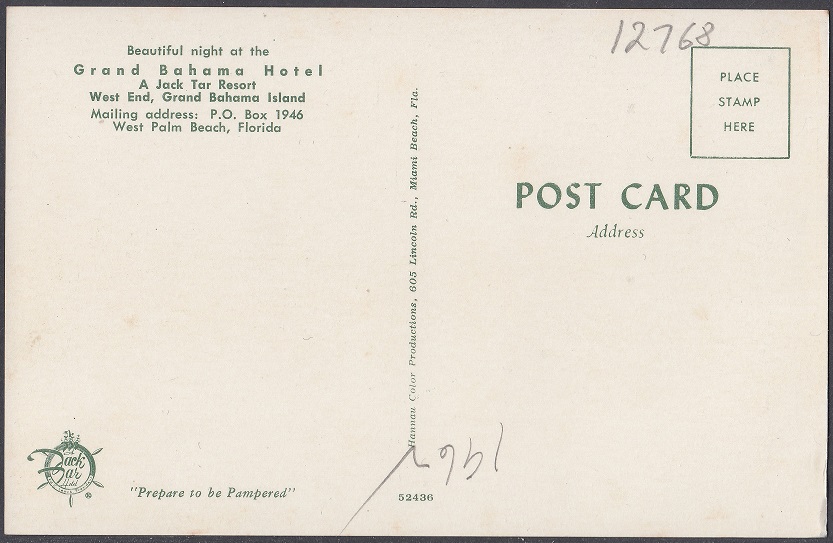 Beautiful night at the
Grand Bahama Hotel
A Jack Tar Resort
West End, Grand Bahama Island
Mailing address: P.O. Box 1946
West Palm Beach, Florida
Jack
Tar
"Prepare to be Pampered"
Hannau Color Productions, 605 Lincoln Rd., Miami Beach, Fla.
52436
12768
PLACE
STAMP
HERE
POST CARD
Address